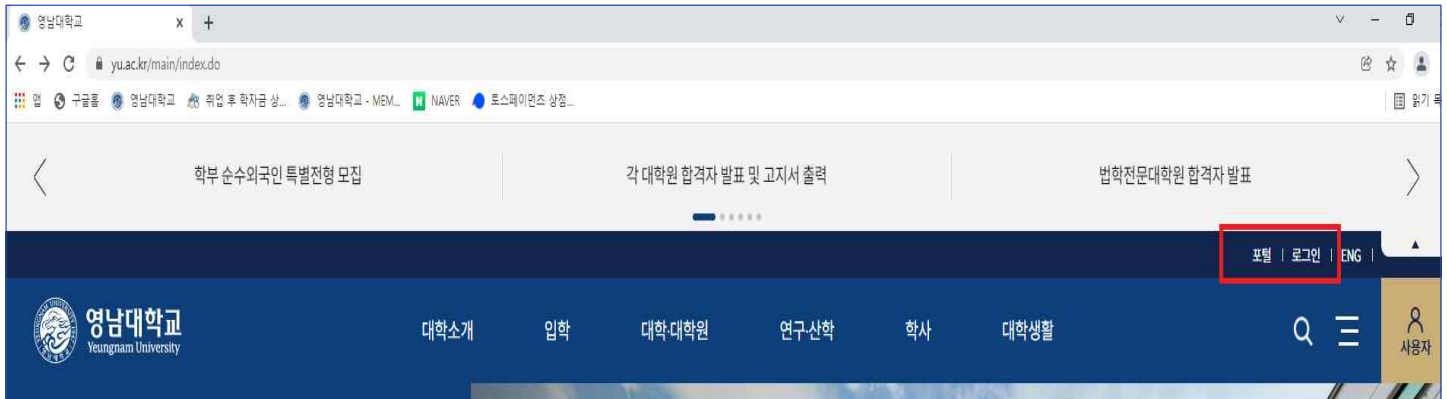 영남대학교
yu.ac.kr/main/index.do
앱 구글홈 영남대학교 취업 후 학자금 상... 영남대학교 - MEM... NAVER 토스페이먼츠 상점...
읽기 목
학부 순수외국인 특별전형 모집
각 대학원 합격자 발표 및 고지서 출력
법학전문대학원 합격자 발표
포털 | 로그인 | ENG |
영남대학교
Yeungnam University
대학소개 입학 대학·대학원 연구·산학 학사 대학생활
사용자